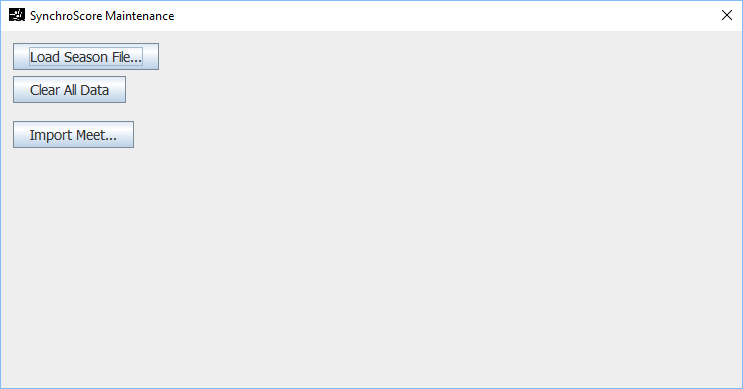 SynchroScore Maintenance
Load Season File...
Clear All Data
Import Meet...